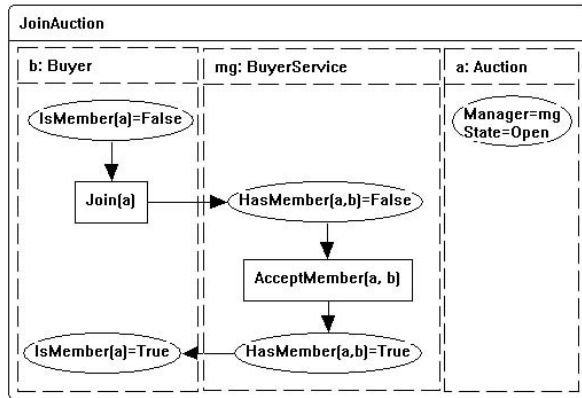 JoinAuction
b: Buyer
mg: BuyerService
a: Auction
IsMember(a)=False
Manager=mg
State=Open
Join(a)
HasMember(a,b)=False
AcceptMember(a, b)
IsMember(a)=True
HasMember(a,b)=True